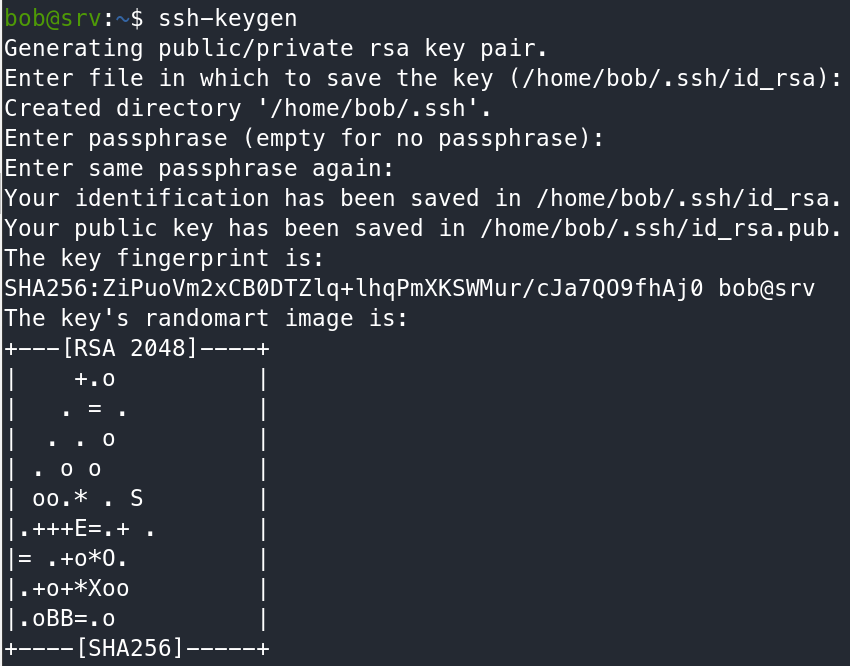 bob@srv:~$ ssh-keygen
Generating public/private rsa key pair.
Enter file in which to save the key (/home/bob/.ssh/id_rsa):
Created directory '/home/bob/.ssh'.
Enter passphrase (empty for no passphrase):
Enter same passphrase again:
Your identification has been saved in /home/bob/.ssh/id_rsa.
Your public key has been saved in /home/bob/.ssh/id_rsa.pub.
The key fingerprint is:
SHA256:ZiPuoVm2xCB0DTZlq+lhqPmXKSWMur/cJa7QO9fhAj0 bob@srv
The key's randomart image is:
+---[RSA 2048]----+
|    +.o          |
|   . = .         |
|  . . o          |
| . o o           |
| oo.* . S        |
|.+++E=.+ .       |
|= .+o*O.         |
|.+o+*Xoo         |
|.oBB=.o          |
+----[SHA256]-----+